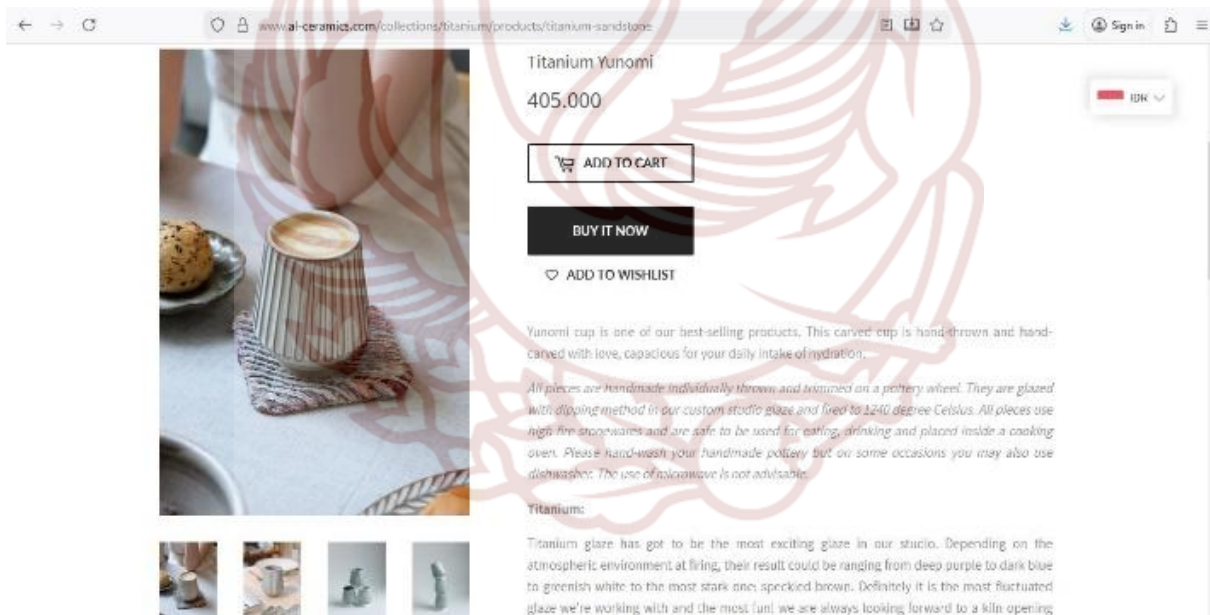 www.al-ceramics.com/collections/titanium/products/titanium-sandstone
Sign in
Titanium Yunomi
405.000
IDR
ADD TO CART
BUY IT NOW
ADD TO WISHLIST
Yunomi cup is one of our best-selling products. This carved cup is hand-thrown and hand-
carved with love, capacious for your daily intake of hydration.
All pieces are handmade individually thrown and trimmed on a pottery wheel. They are glazed
with dipping method in our custom studio glaze and fired to 1240 degree Celsius. All pieces use
high fire stonewares and are safe to be used for eating, drinking and placed inside a cooking
oven. Please hand-wash your handmade pottery but on some occasions you may also use
dishwasher. The use of microwave is not advisable.
Titanium:
Titanium glaze has got to be the most exciting glaze in our studio. Depending on the
atmospheric environment at firing, their result could be ranging from deep purple to dark blue
to greenish white to the most stark one; speckled brown. Definitely it is the most fluctuated
glaze we're working with and the most fun! we are always looking forward to a kiln opening